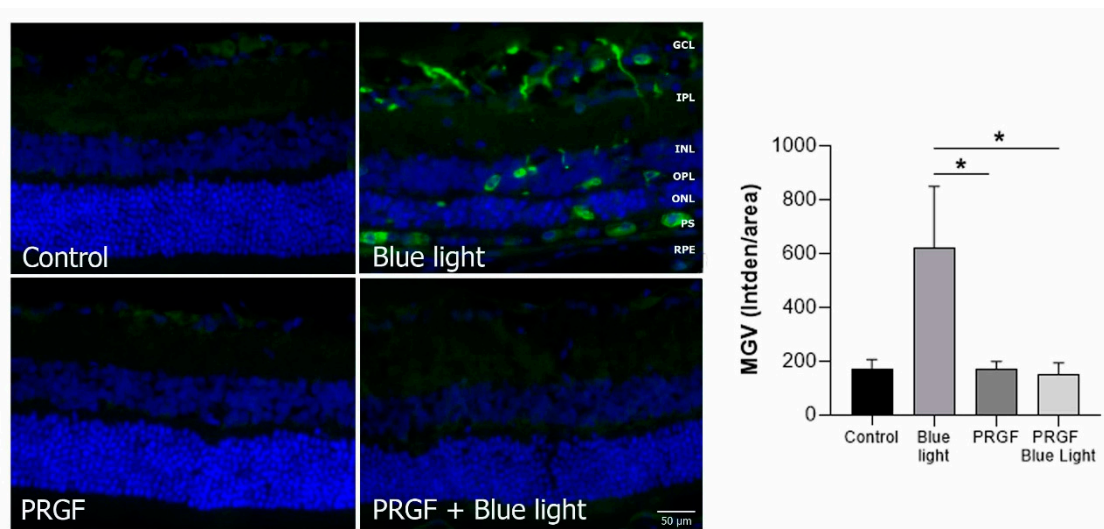 Control
Blue light
GCL
IPL
INL
OPL
ONL
PS
RPE
PRGF
PRGF + Blue light
50 µm
MGV (Intden/area)
1000
800
600
400
200
0
*
*
Control
Blue
light
PRGF
PRGF
Blue Light